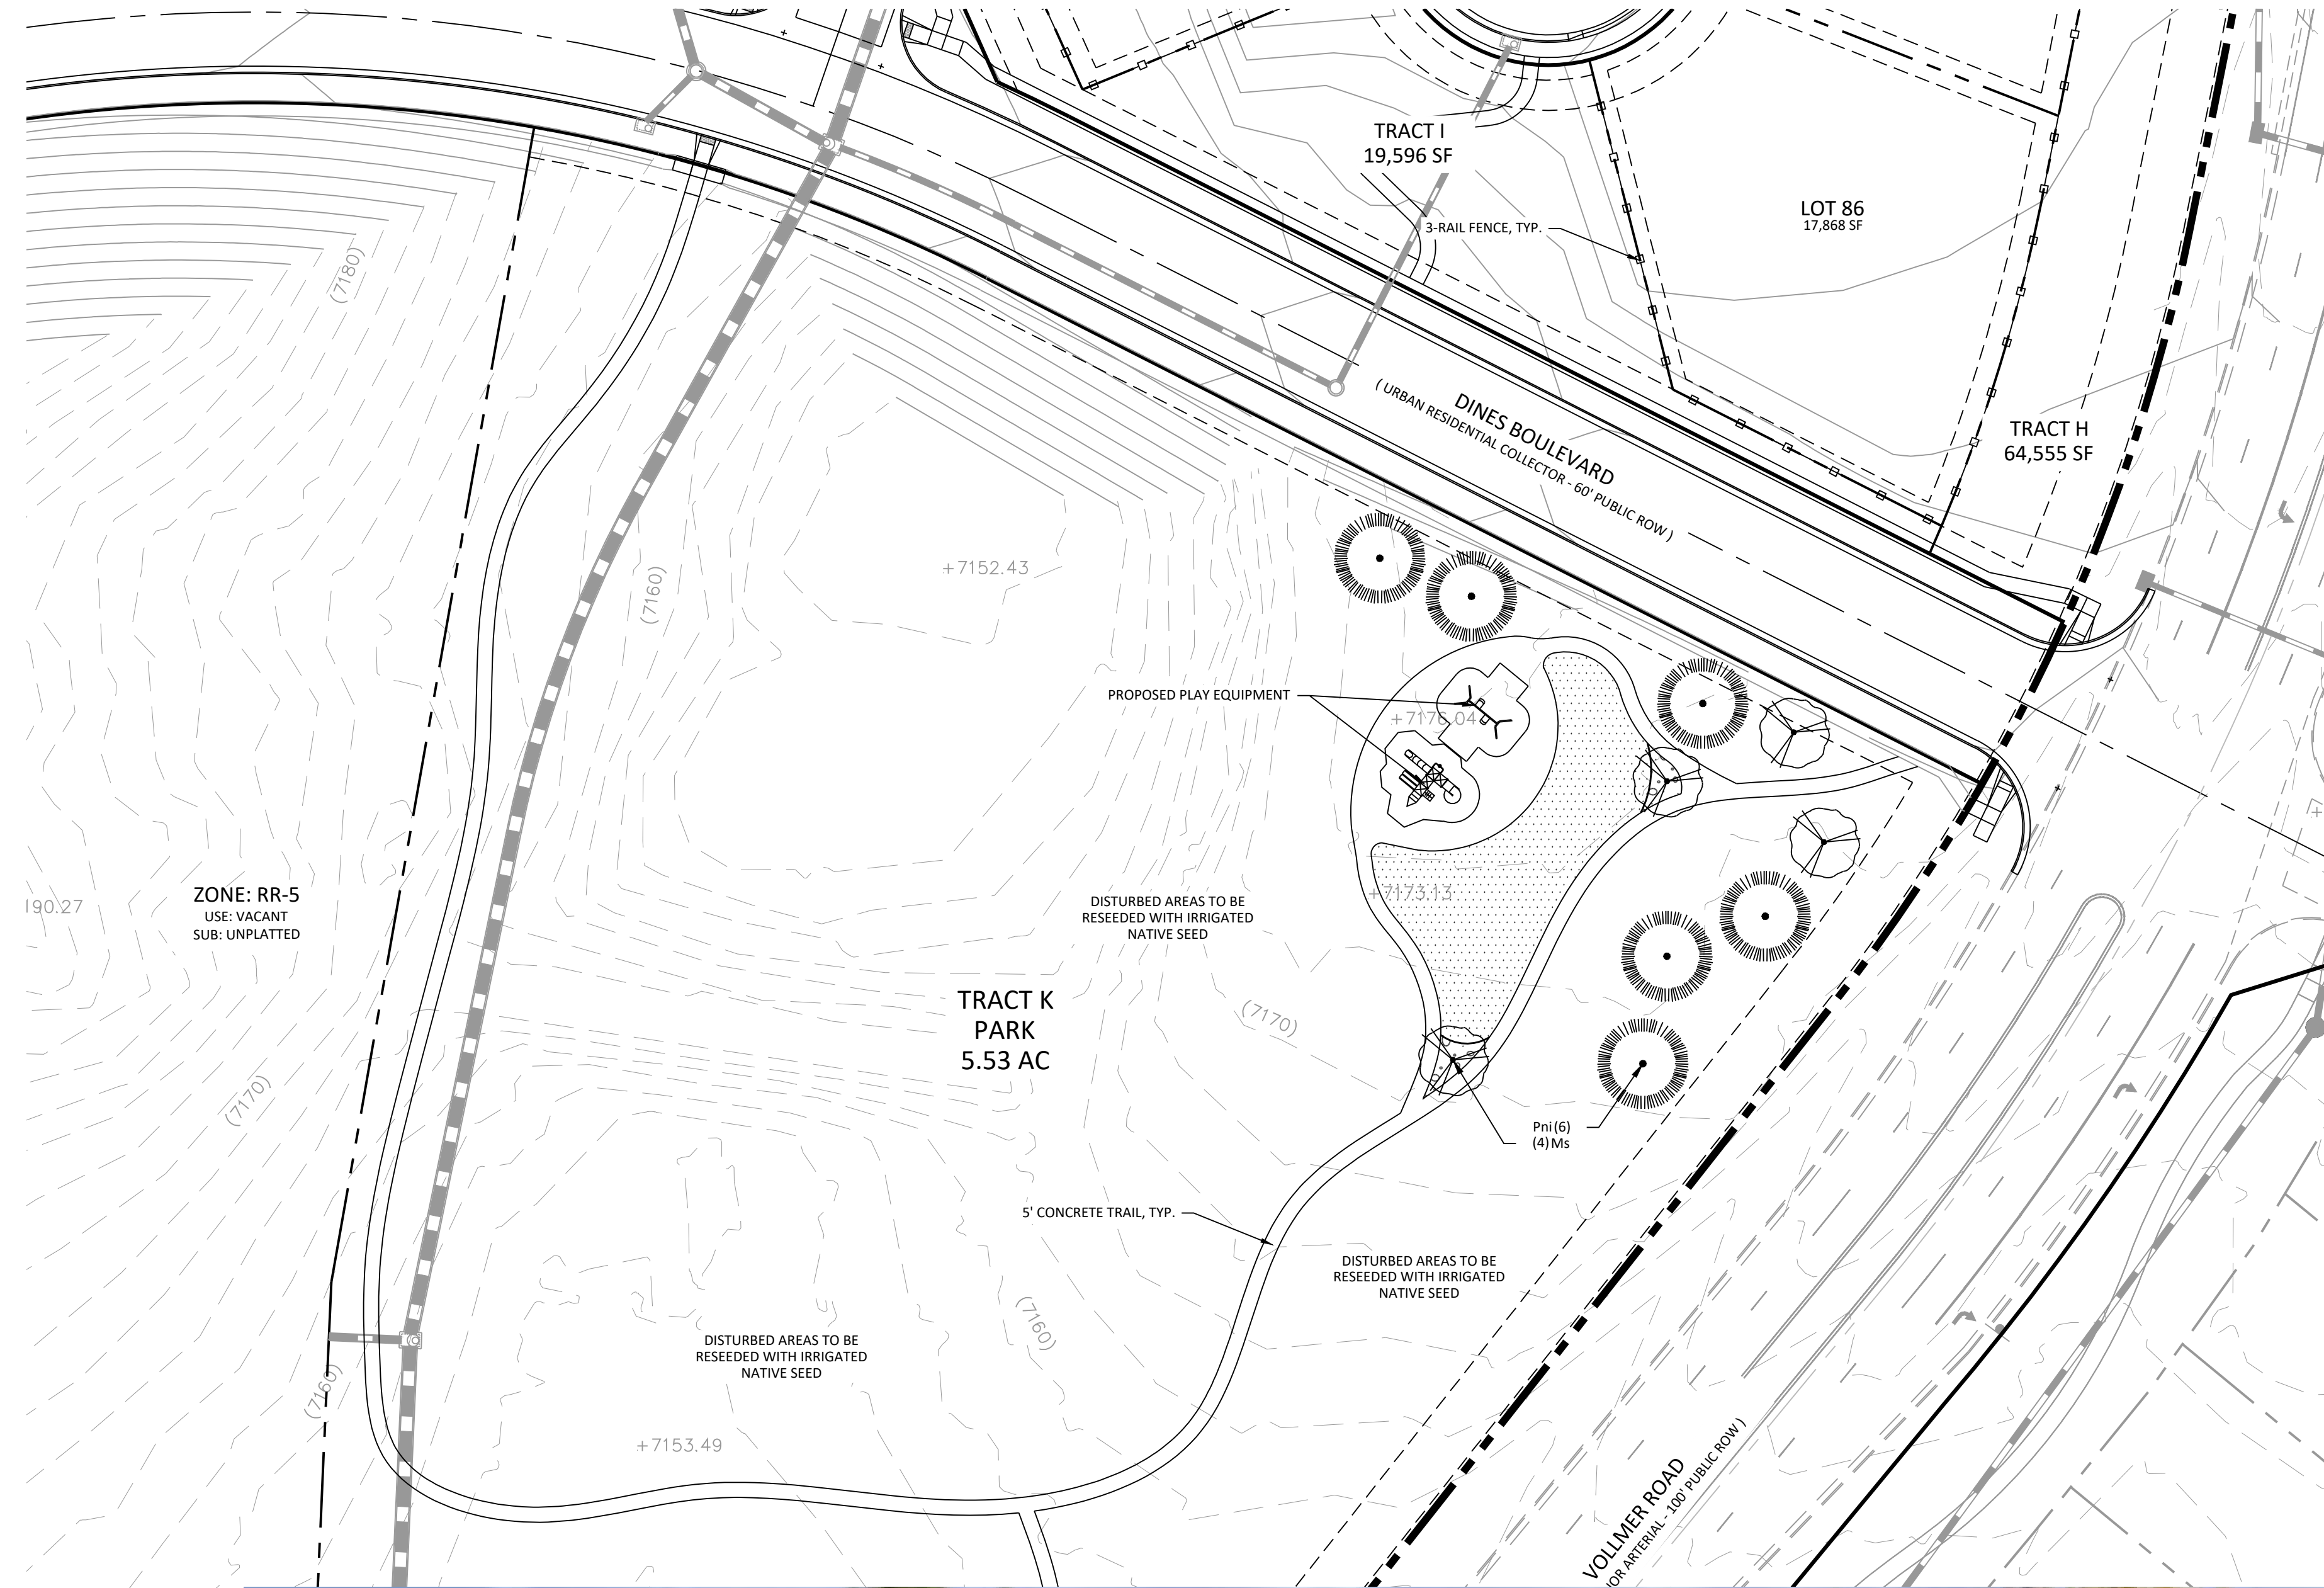 TRACT I
19,596 SF
3-RAIL FENCE, TYP.
LOT 86
17,868 SF
(7180)
DINES BOULEVARD
( URBAN RESIDENTIAL COLLECTOR - 60' PUBLIC ROW )
TRACT H
64,555 SF
+7152.43
(7160)
PROPOSED PLAY EQUIPMENT
+7176.04
ZONE: RR-5
USE: VACANT
SUB: UNPLATTED
190.27
+7173.13
DISTURBED AREAS TO BE
RESEEDED WITH IRRIGATED
NATIVE SEED
TRACT K
PARK
5.53 AC
(7170)
(7170)
Pni (6)
(4) Ms
5' CONCRETE TRAIL, TYP.
DISTURBED AREAS TO BE
RESEEDED WITH IRRIGATED
NATIVE SEED
(7160)
DISTURBED AREAS TO BE
RESEEDED WITH IRRIGATED
NATIVE SEED
(7160)
+7153.49
VOLLMER ROAD
OR ARTERIAL - 100' PUBLIC ROW )